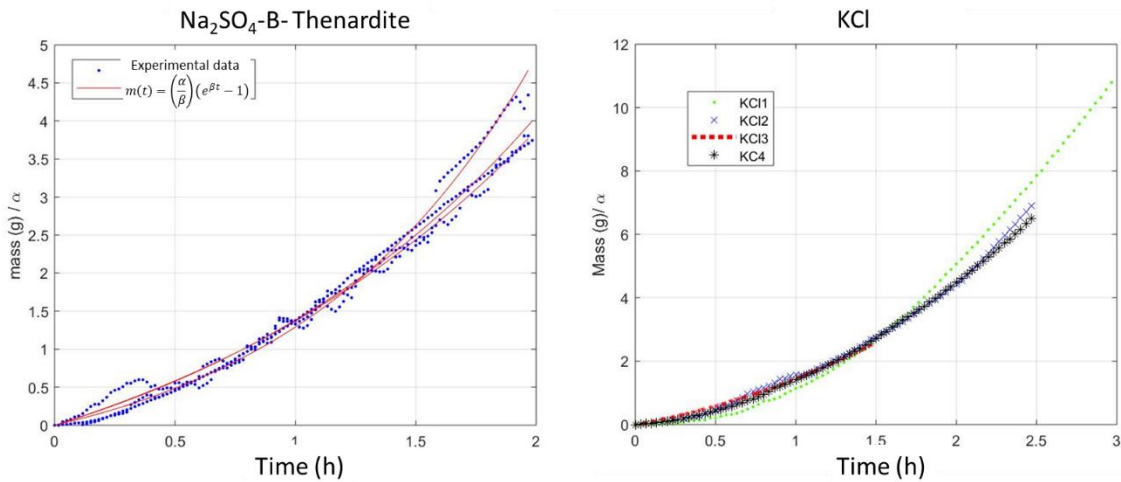 Na₂SO₄-B- Thenardite
5
4.5
4
3.5
3
2.5
2
1.5
1
0.5
0
Experimental data
m(t) = (α/β)(e^{βt} − 1)
mass (g) / α
0
0.5
1
1.5
2
Time (h)
KCl
12
10
8
6
4
2
0
KCl1
KCl2
KCl3
KC4
Mass (g)/ α
0
0.5
1
1.5
2
2.5
3
Time (h)